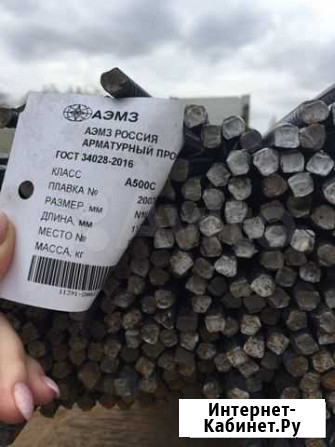 АЭМЗ
АЭМЗ РОССИЯ
АРМАТУРНЫЙ ПРО
ГОСТ 34028-2016
КЛАСС А500С
ПЛАВКА №
РАЗМЕР, мм
ДЛИНА, мм
МЕСТО №
МАССА, кг
Интернет-
Кабинет.Ру